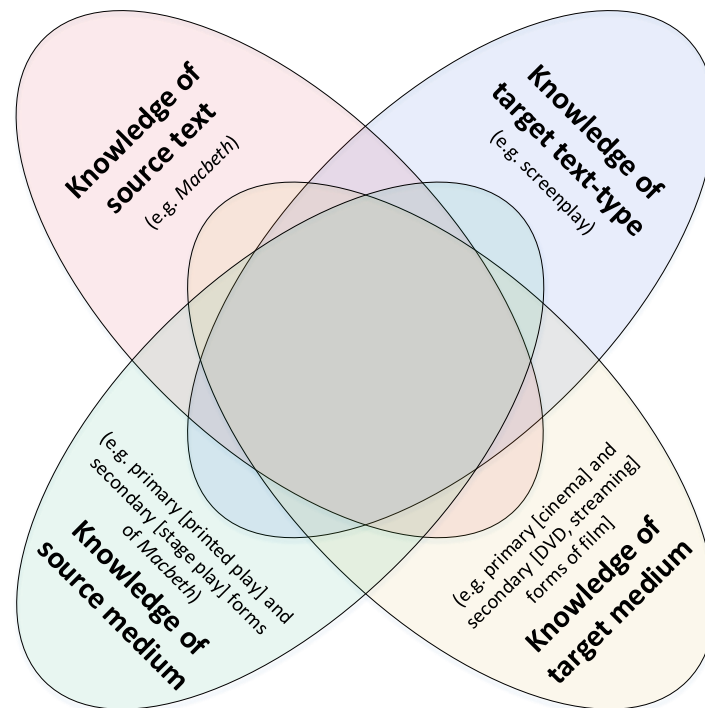 Knowledge of
source text
(e.g. Macbeth)
Knowledge of
target text-type
(e.g. screenplay)
(e.g. primary [printed play] and
secondary [stage play] forms
of Macbeth)
Knowledge of
source medium
(e.g. primary [cinema] and
secondary [DVD, streaming]
forms of film]
Knowledge of
target medium